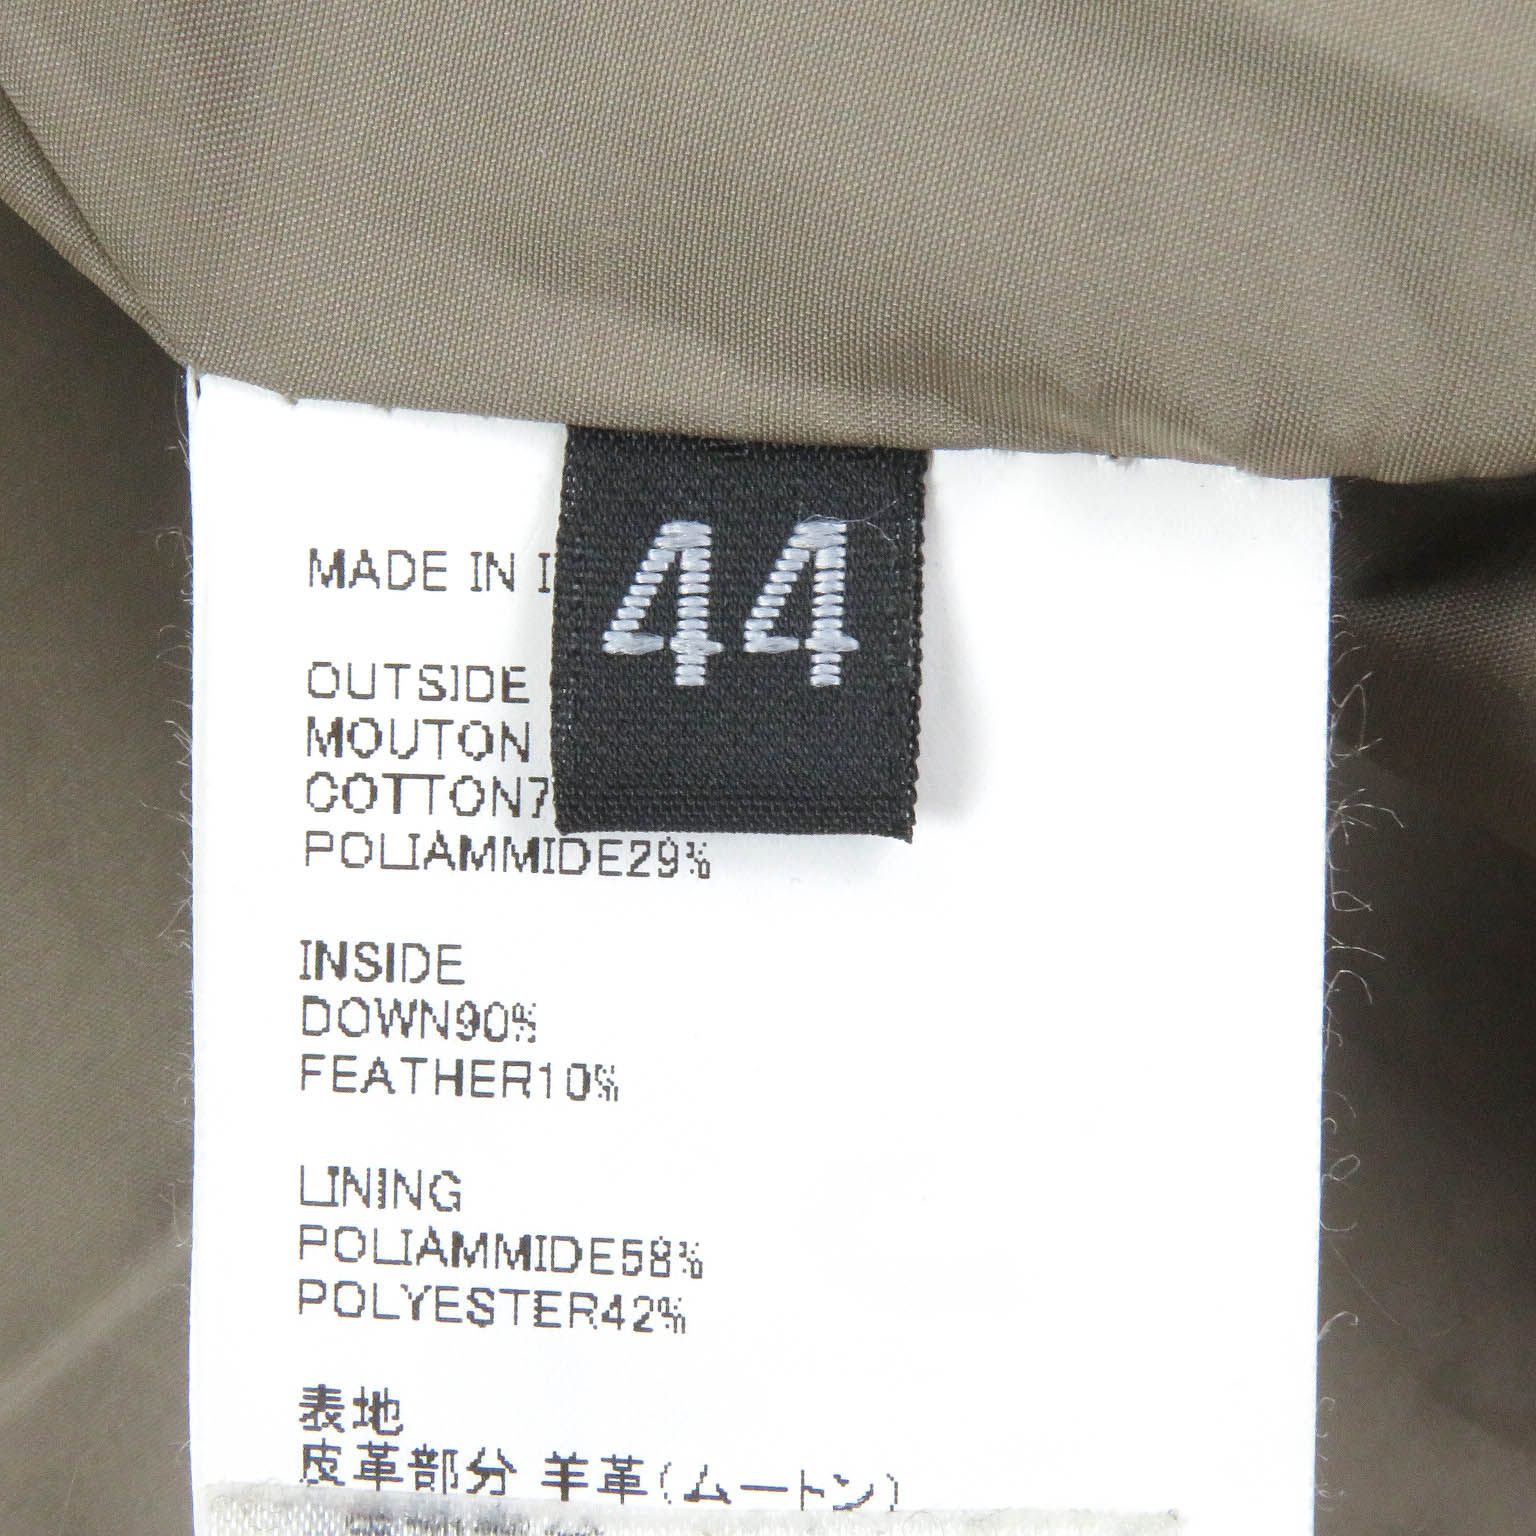 44
MADE IN
OUTSIDE
MOUTON
COTTON7
POLIAMMIDE29%
INSIDE
DOWN90%
FEATHER10%
LINING
POLIAMMIDE58%
POLYESTER42%
表地
皮革部分 羊革(ムートン)